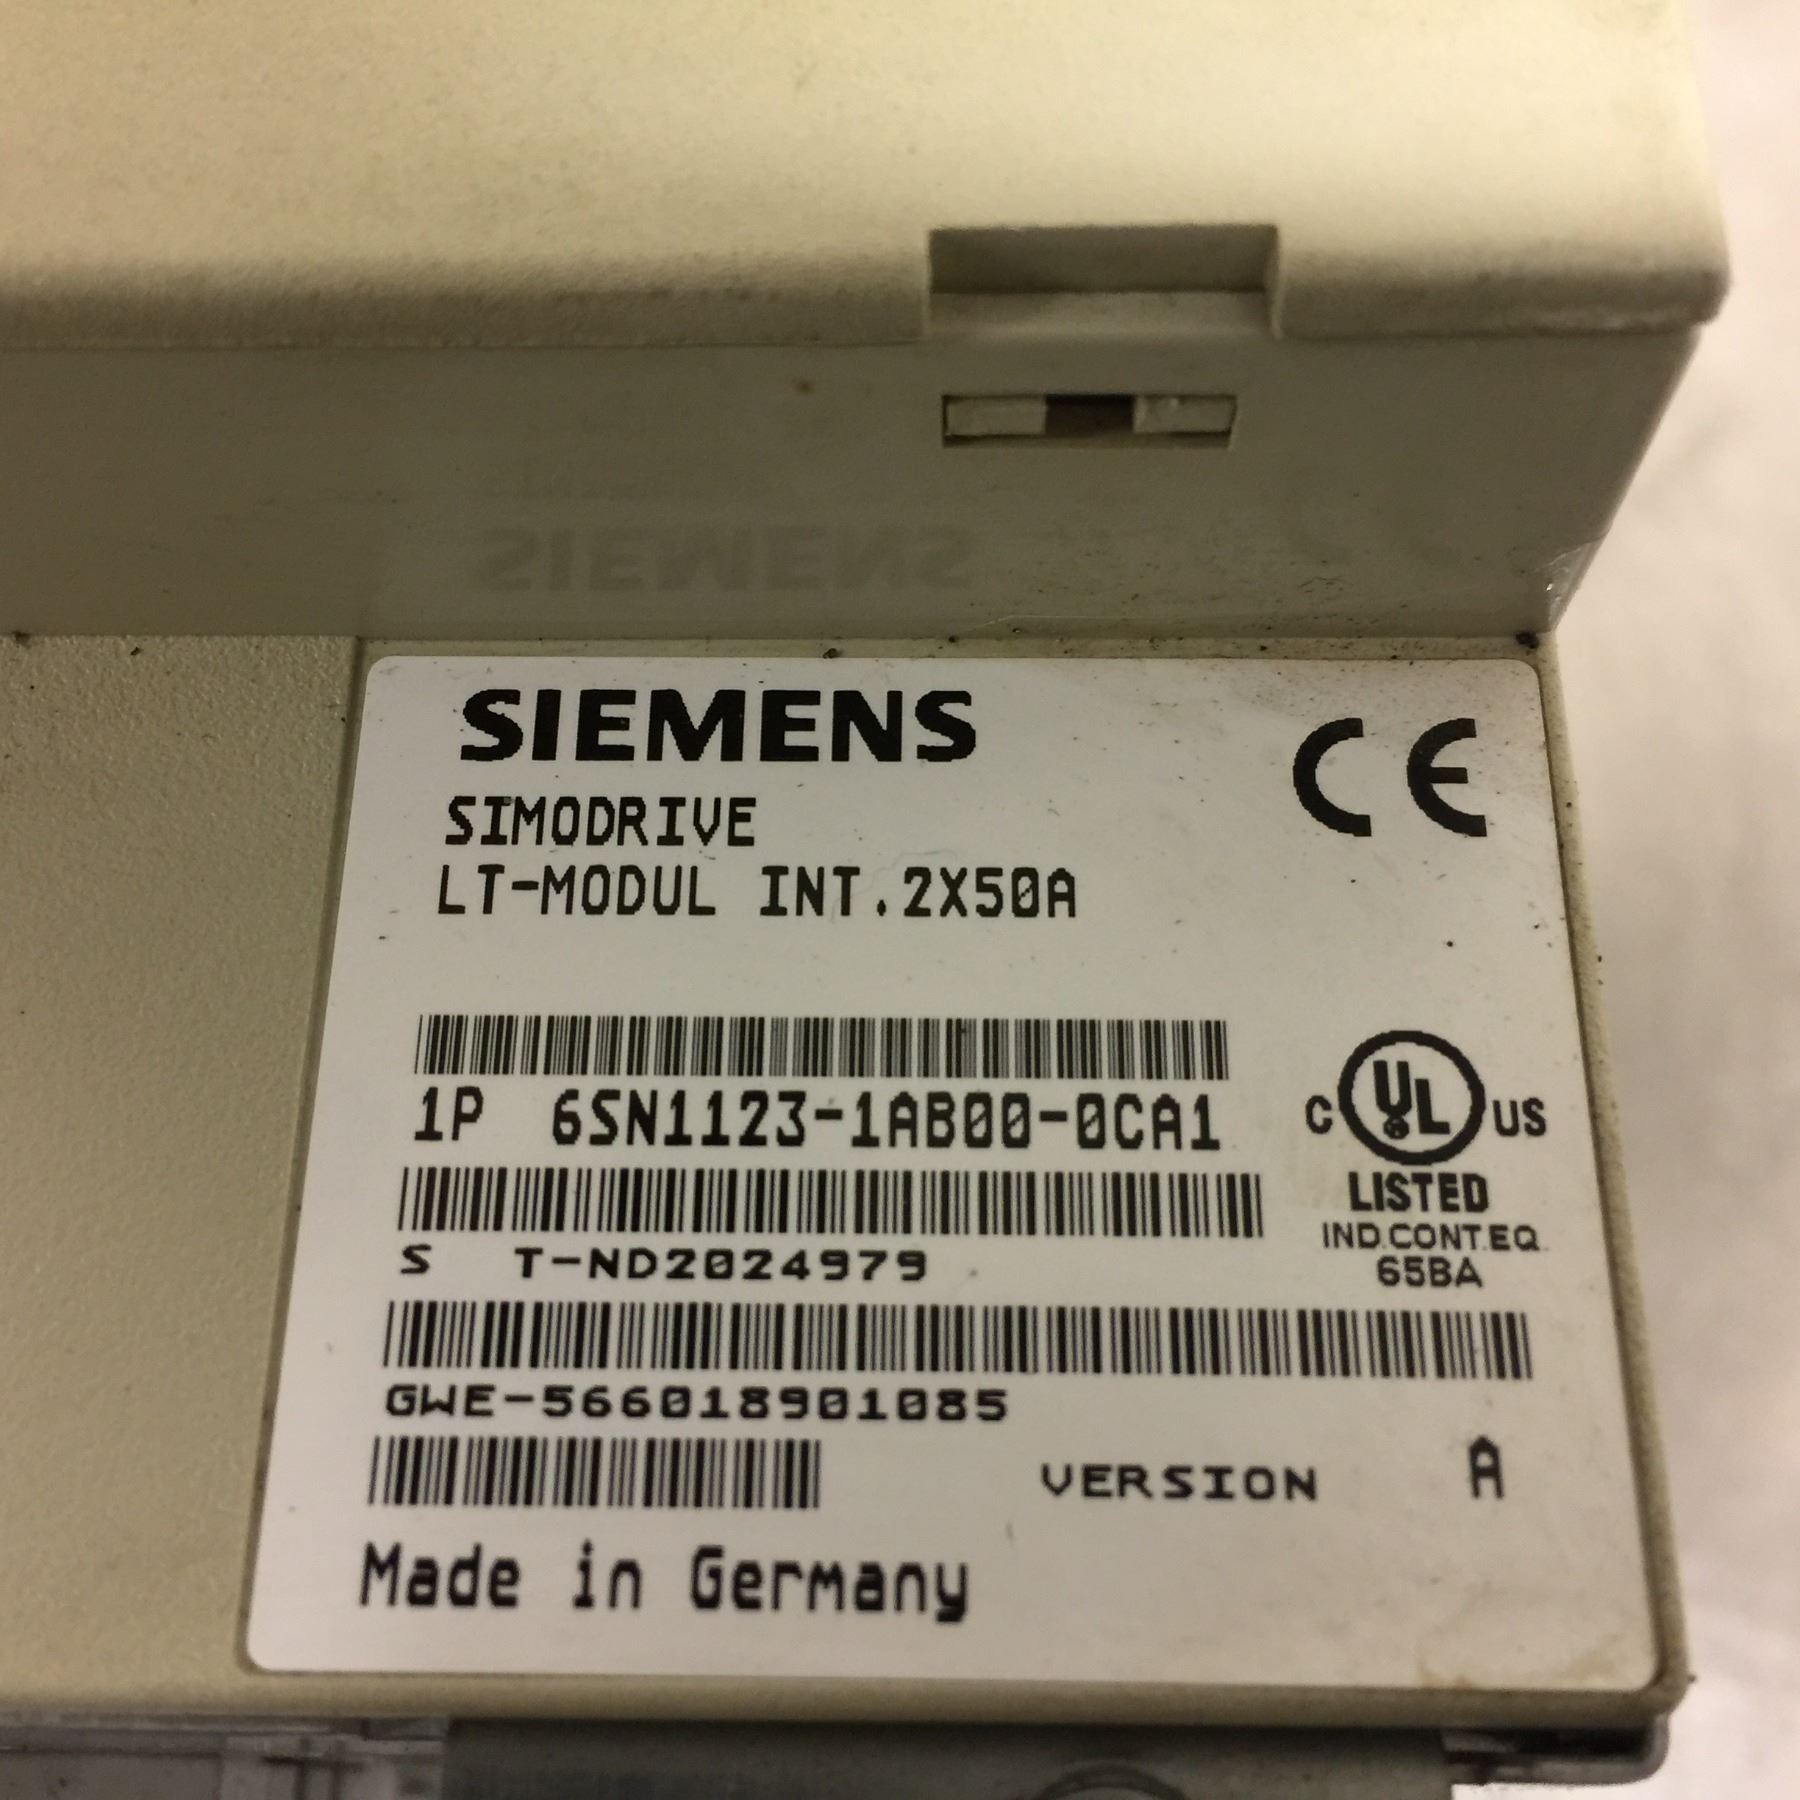 SIEMENS
CE
SIMODRIVE
LT-MODUL INT.2X50A
1P 6SN1123-1AB00-0CA1
C UL US
LISTED
IND.CONT.EQ.
65BA
S T-ND2024979
GWE-566018901085
VERSION A
Made in Germany